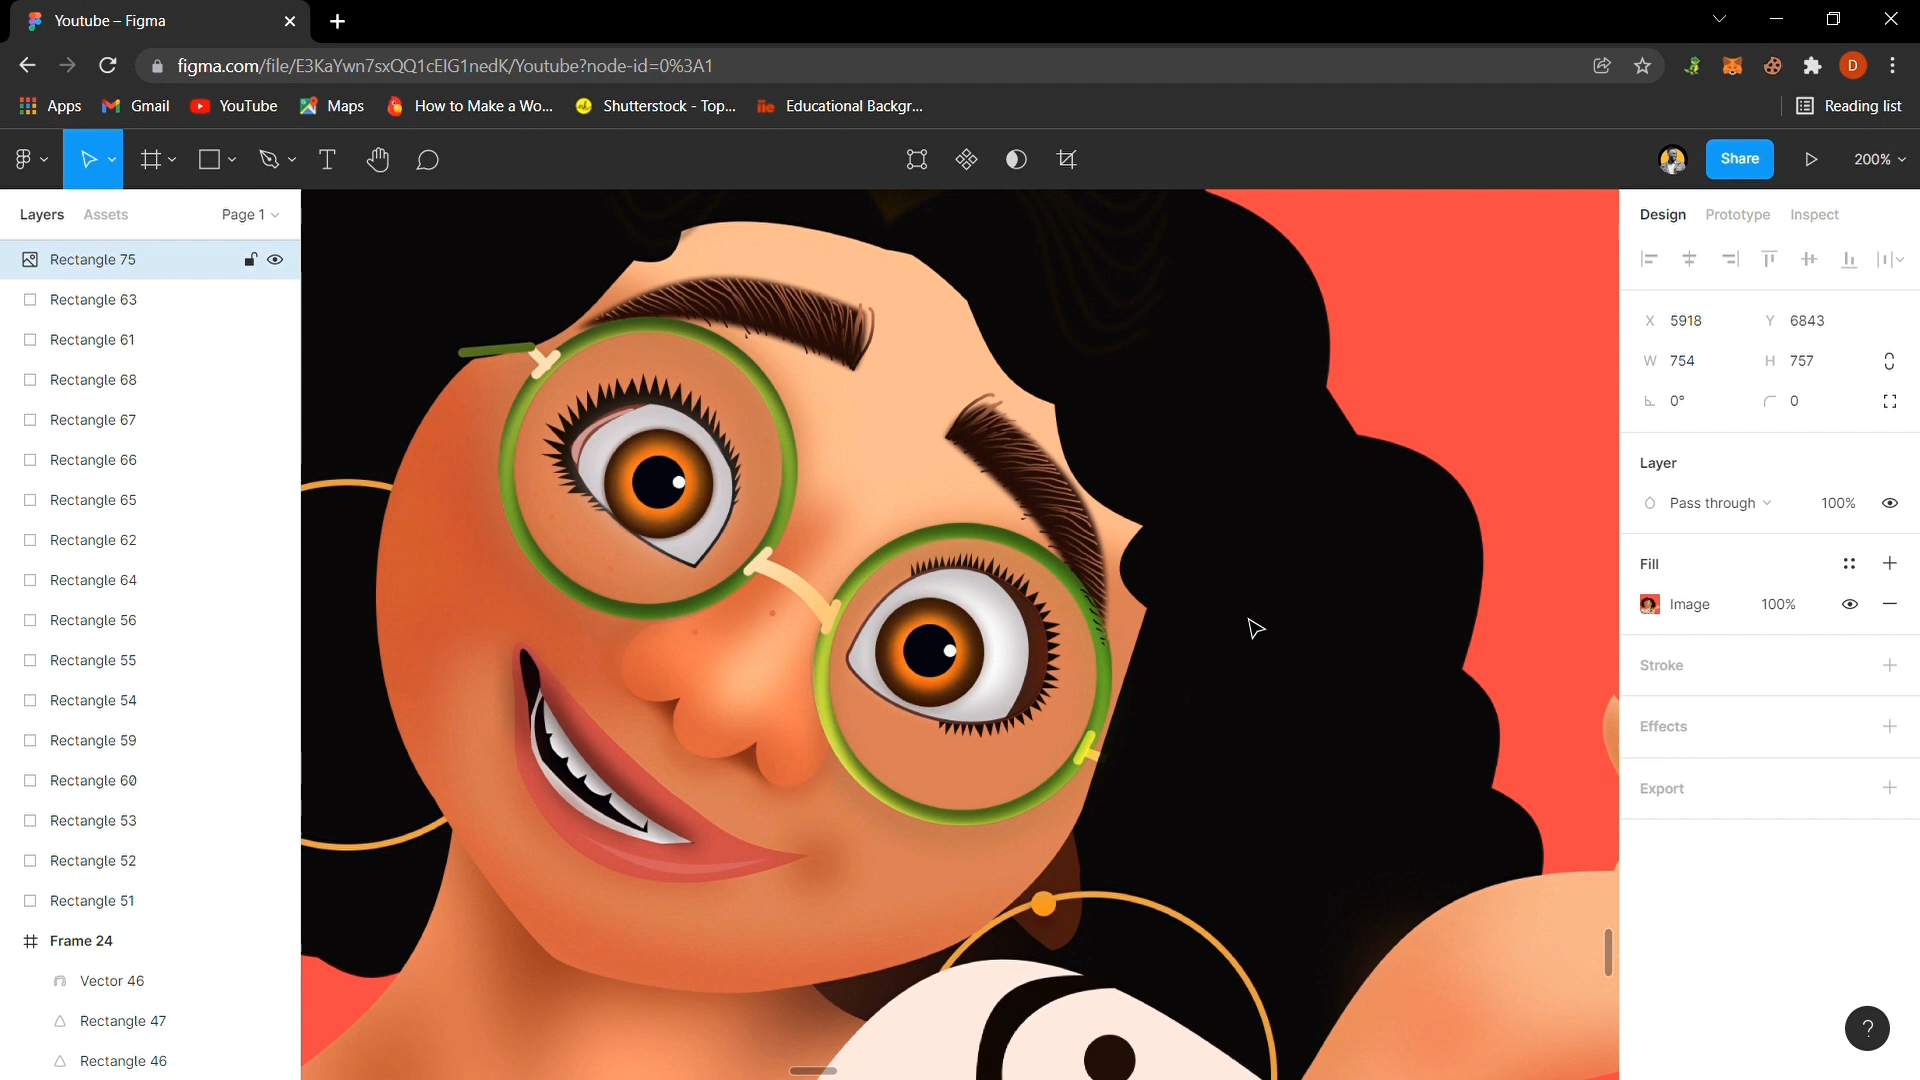 Youtube – Figma
figma.com/file/E3KaYwn7sxQQ1cEIG1nedK/Youtube?node-id=0%3A1
D
Apps
Gmail
YouTube
Maps
How to Make a Wo...
Shutterstock - Top...
Educational Backgr...
Reading list
Share
200%
Layers
Assets
Page 1
Rectangle 75
Rectangle 63
Rectangle 61
Rectangle 68
Rectangle 67
Rectangle 66
Rectangle 65
Rectangle 62
Rectangle 64
Rectangle 56
Rectangle 55
Rectangle 54
Rectangle 59
Rectangle 60
Rectangle 53
Rectangle 52
Rectangle 51
Frame 24
Vector 46
Rectangle 47
Rectangle 46
Design
Prototype
Inspect
X 5918
Y 6843
W 754
H 757
0°
0
Layer
Pass through
100%
Fill
Image
100%
Stroke
Effects
Export
?